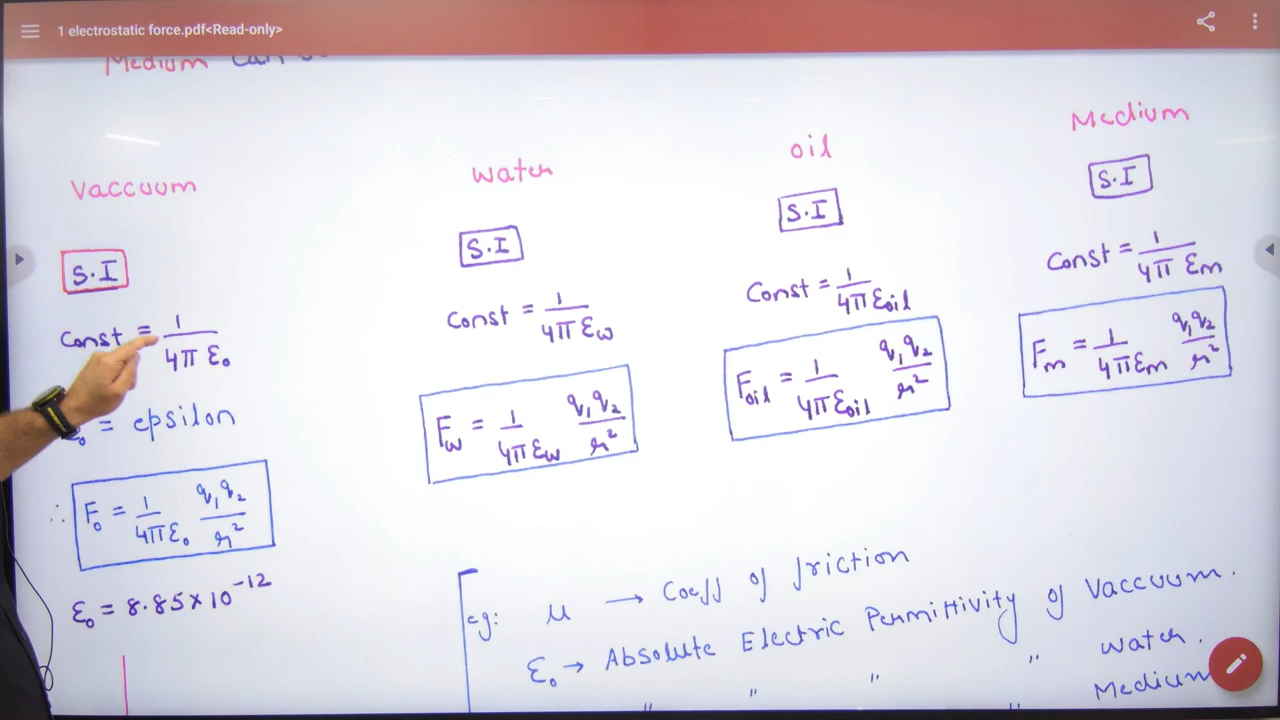 1 electrostatic force.pdf<Read-only>
Medium Can
Vaccuum
S.I
Const = 1/4π ε₀
= epsilon
∴ F₀ = 1/4πε₀ q₁q₂/r²
ε₀ = 8.85×10⁻¹²
water
S.I
Const = 1/4π εw
Fw = 1/4πεw q₁q₂/r²
oil
S.I
Const = 1/4π εoil
Foil = 1/4πεoil q₁q₂/r²
Medium
S.I
Const = 1/4π εm
Fm = 1/4πεm q₁q₂/r²
eg: μ → Coeff of friction
ε₀ → Absolute Electric Permittivity of Vaccuum.
" water.
" " " " Medium